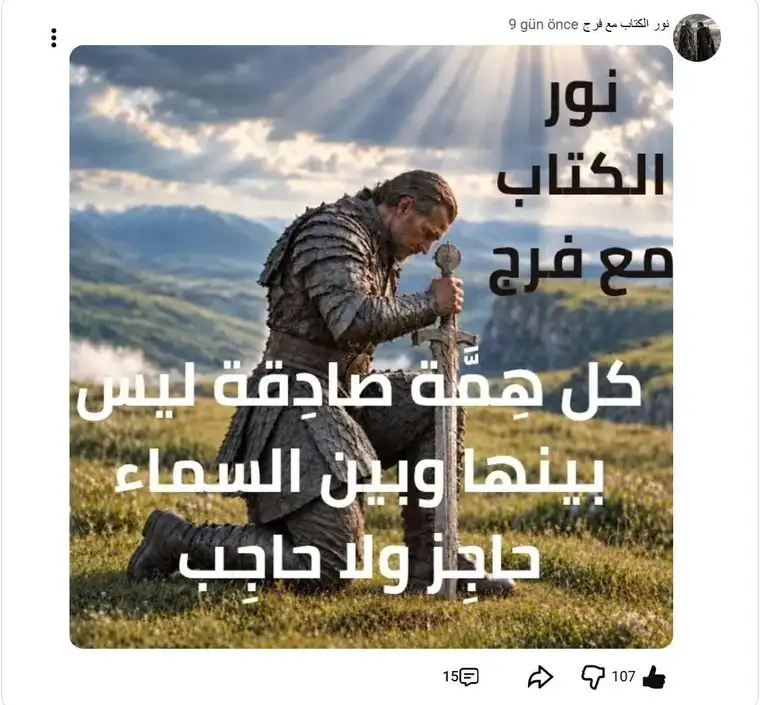 نور الكتاب مع فرج 9 gün önce
نور
الكتاب
مع فرج
كل هِمَّة صادِقة ليس
بينها وبين السماء
حاجِز ولا حاجِب
107
15